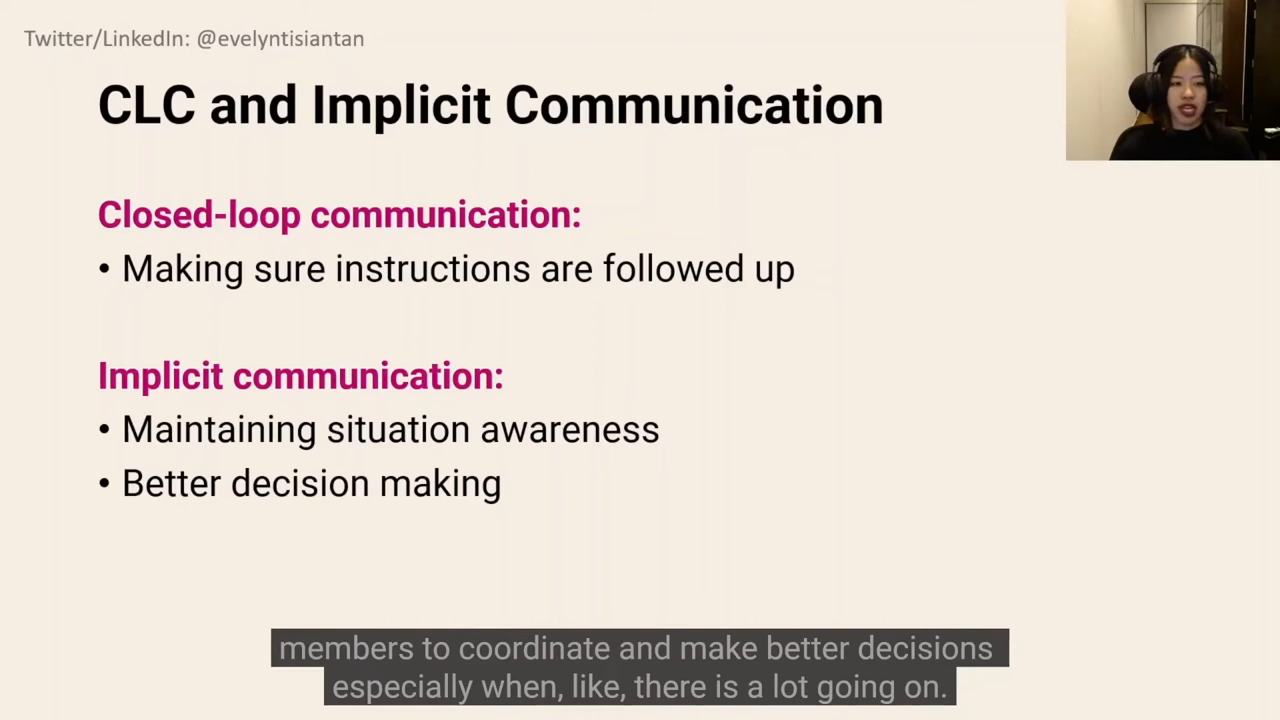 Twitter/LinkedIn: @evelyntisiantan
CLC and Implicit Communication
Closed-loop communication:
• Making sure instructions are followed up
Implicit communication:
• Maintaining situation awareness
• Better decision making
members to coordinate and make better decisions
especially when, like, there is a lot going on.